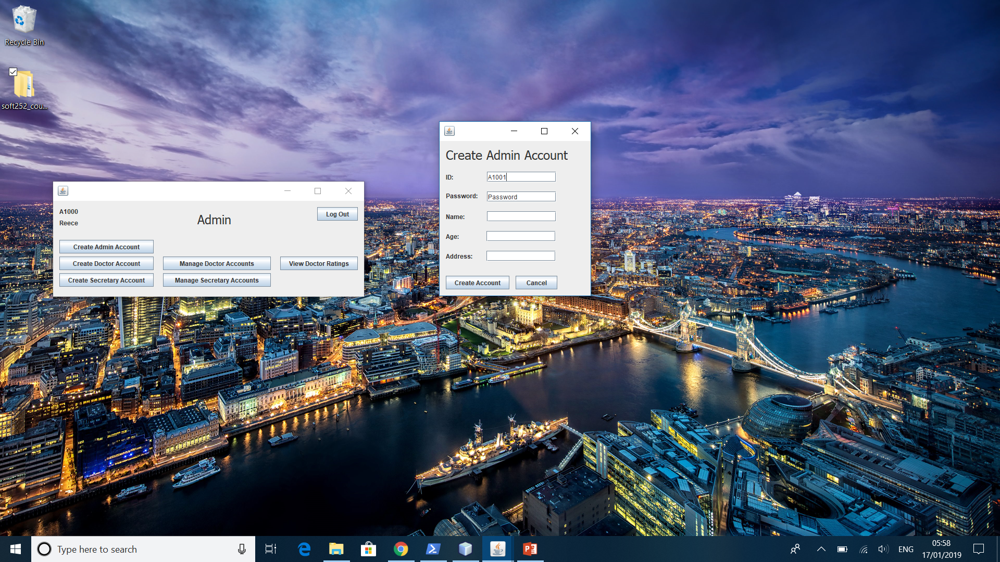 Recycle Bin
soft252_cou...
A1000
Reece
Admin
Log Out
Create Admin Account
Create Doctor Account
Manage Doctor Accounts
View Doctor Ratings
Create Secretary Account
Manage Secretary Accounts
Create Admin Account
ID:
A1001
Password:
Password
Name:
Age:
Address:
Create Account
Cancel
Type here to search
ENG
05:58
17/01/2019